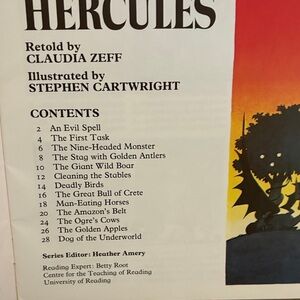 HERCULES
Retold by
CLAUDIA ZEFF
Illustrated by
STEPHEN CARTWRIGHT
CONTENTS
2 An Evil Spell
4 The First Task
6 The Nine-Headed Monster
8 The Stag with Golden Antlers
10 The Giant Wild Boar
12 Cleaning the Stables
14 Deadly Birds
16 The Great Bull of Crete
18 Man-Eating Horses
20 The Amazon's Belt
24 The Ogre's Cows
26 The Golden Apples
28 Dog of the Underworld
Series Editor: Heather Amery
Reading Expert: Betty Root
Centre for the Teaching of Reading
University of Reading